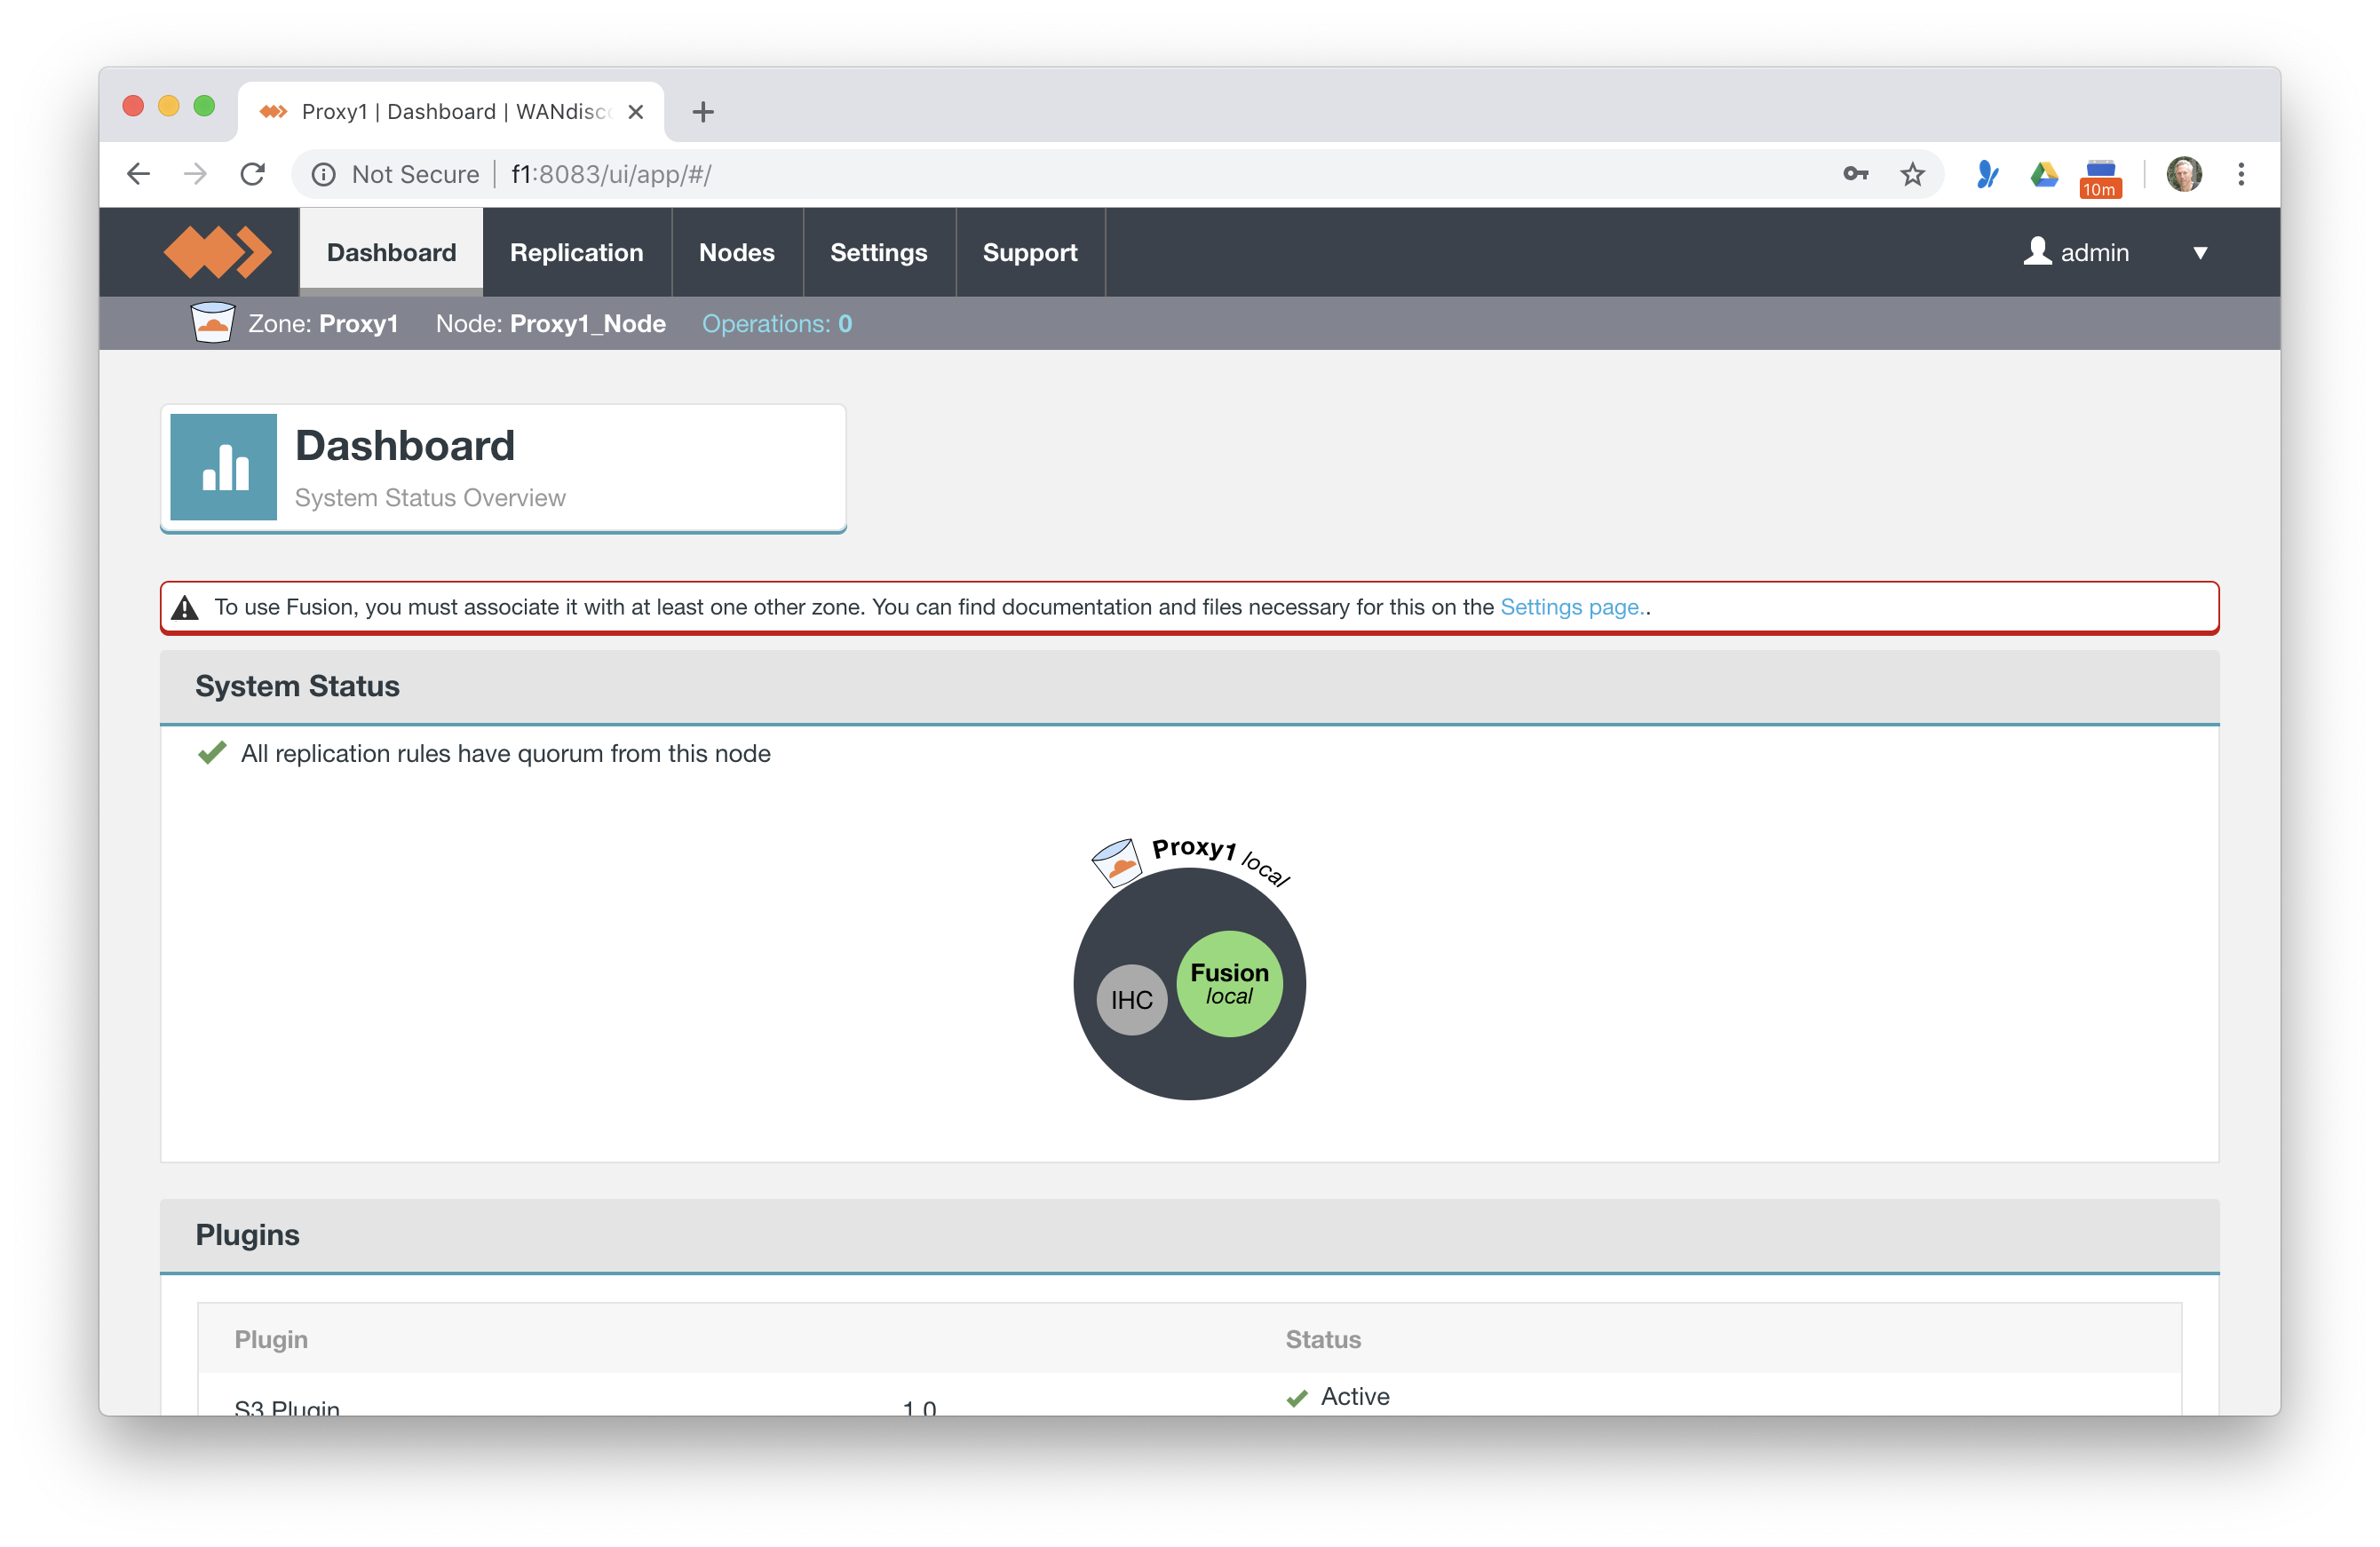 Proxy1 | Dashboard | WANdisc
Not Secure f1:8083/ui/app/#/
10m
Dashboard Replication Nodes Settings Support admin
Zone: Proxy1 Node: Proxy1_Node Operations: 0
Dashboard
System Status Overview
To use Fusion, you must associate it with at least one other zone. You can find documentation and files necessary for this on the Settings page..
System Status
All replication rules have quorum from this node
Proxy1 local
IHC
Fusion
local
Plugins
Plugin Status
S3 Plugin 1.0 Active